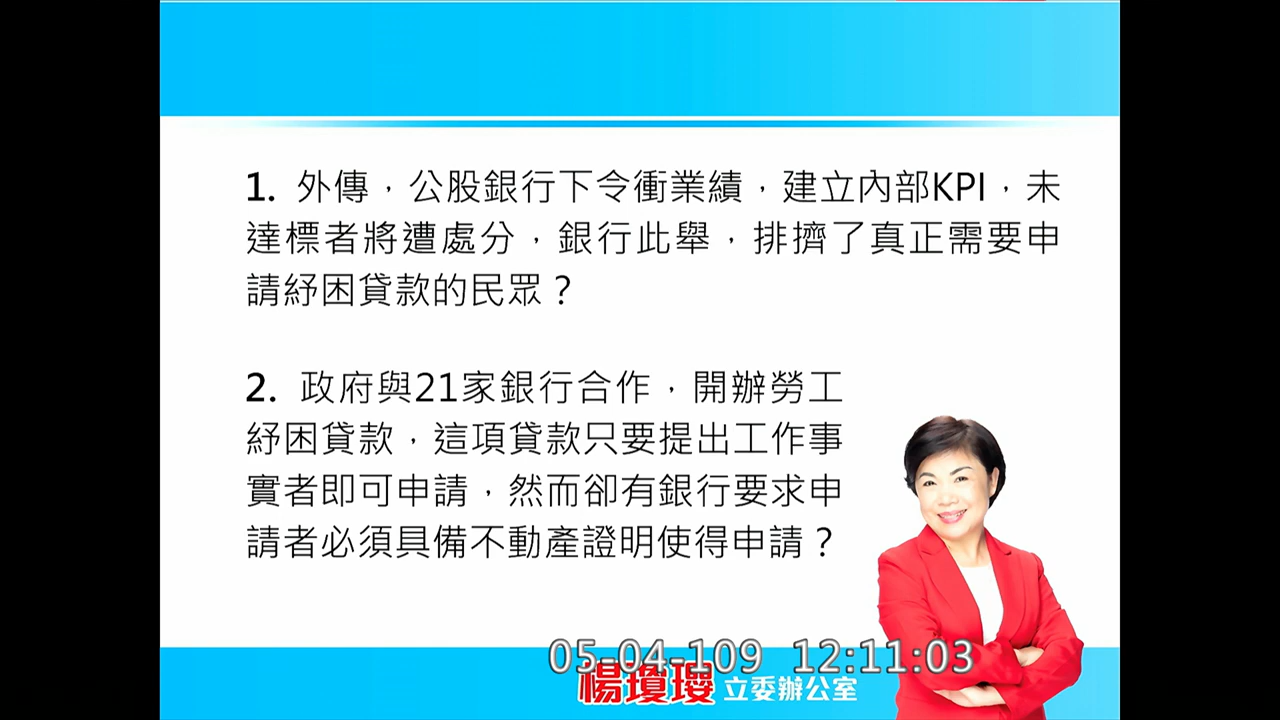 1. 外傳，公股銀行下令衝業績，建立內部KPI，未
達標者將遭處分，銀行此舉，排擠了真正需要申
請紓困貸款的民眾？
2. 政府與21家銀行合作，開辦勞工
紓困貸款，這項貸款只要提出工作事
實者即可申請，然而卻有銀行要求申
請者必須具備不動產證明使得申請？
05-04-109 12:11:03
楊瓊瓔 立委辦公室